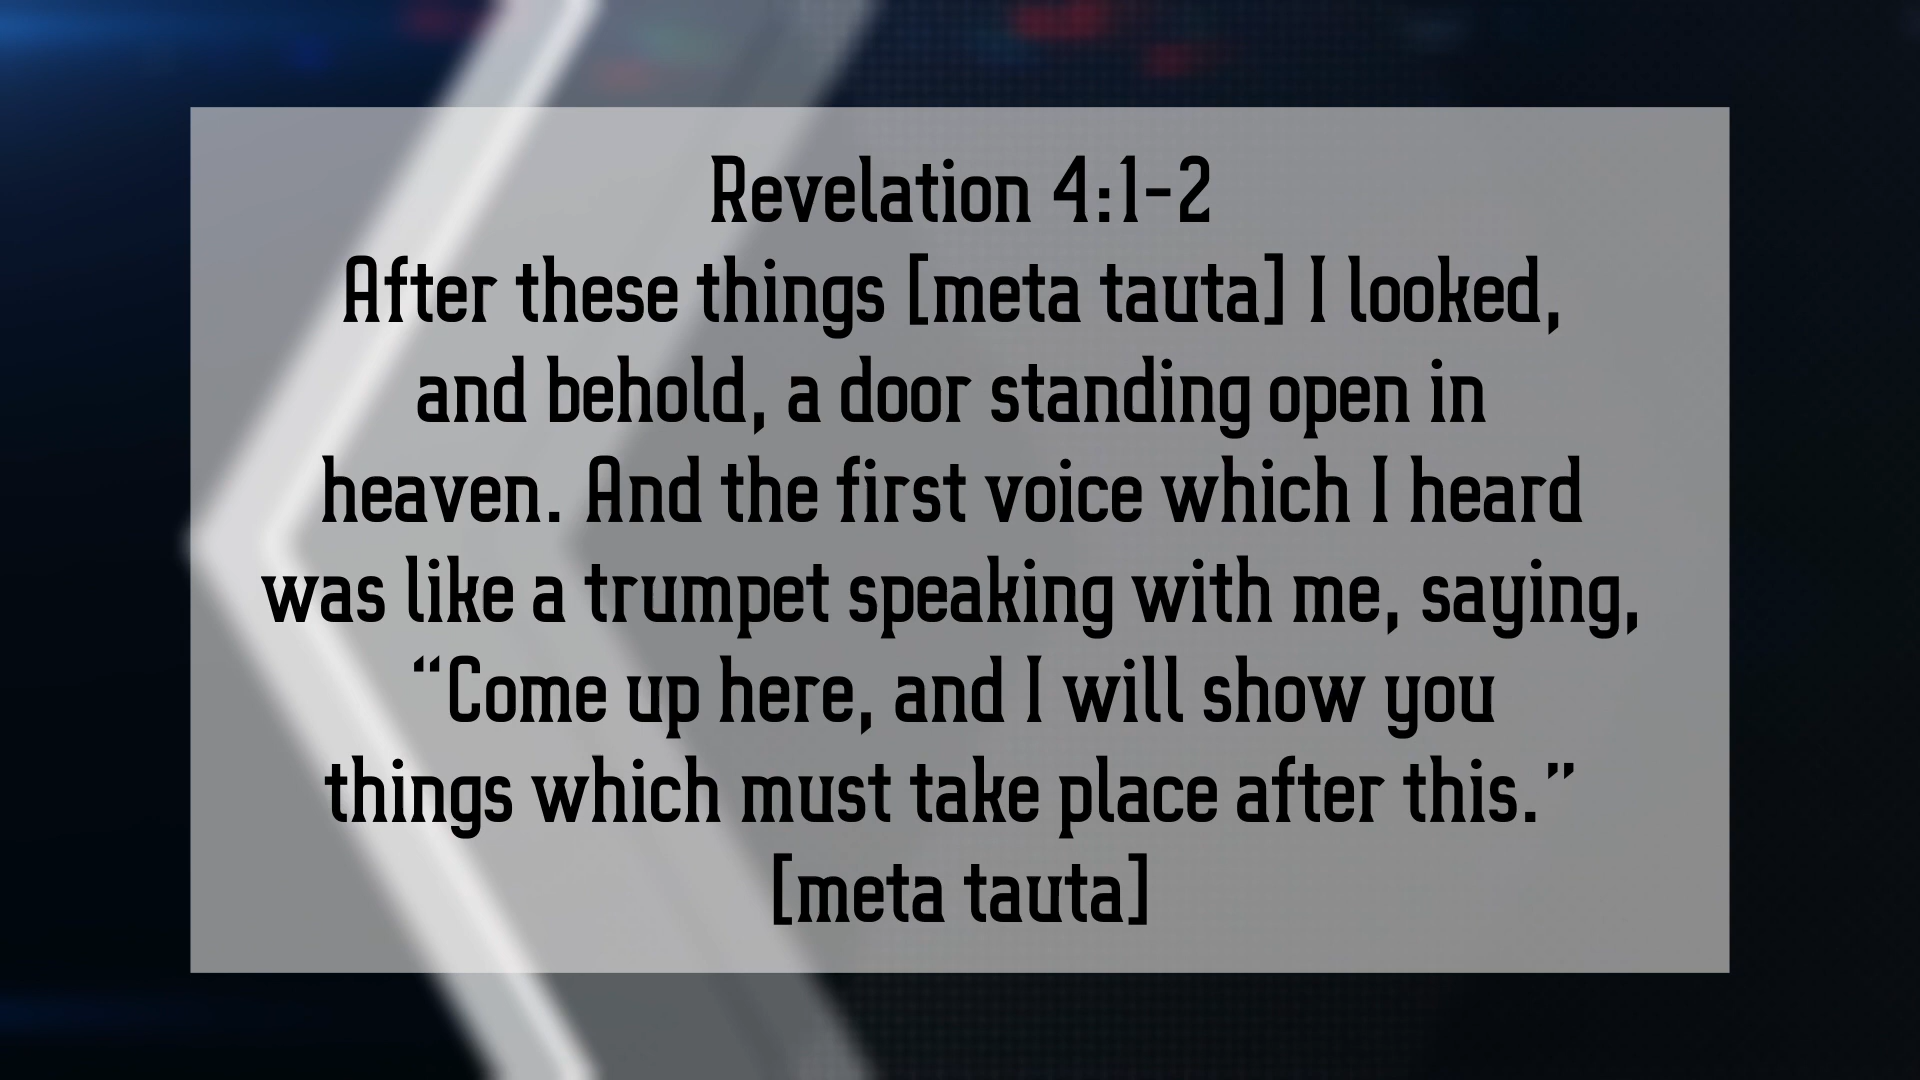 Revelation 4:1-2
After these things [meta tauta] I looked,
and behold, a door standing open in
heaven. And the first voice which I heard
was like a trumpet speaking with me, saying,
“Come up here, and I will show you
things which must take place after this.”
[meta tauta]